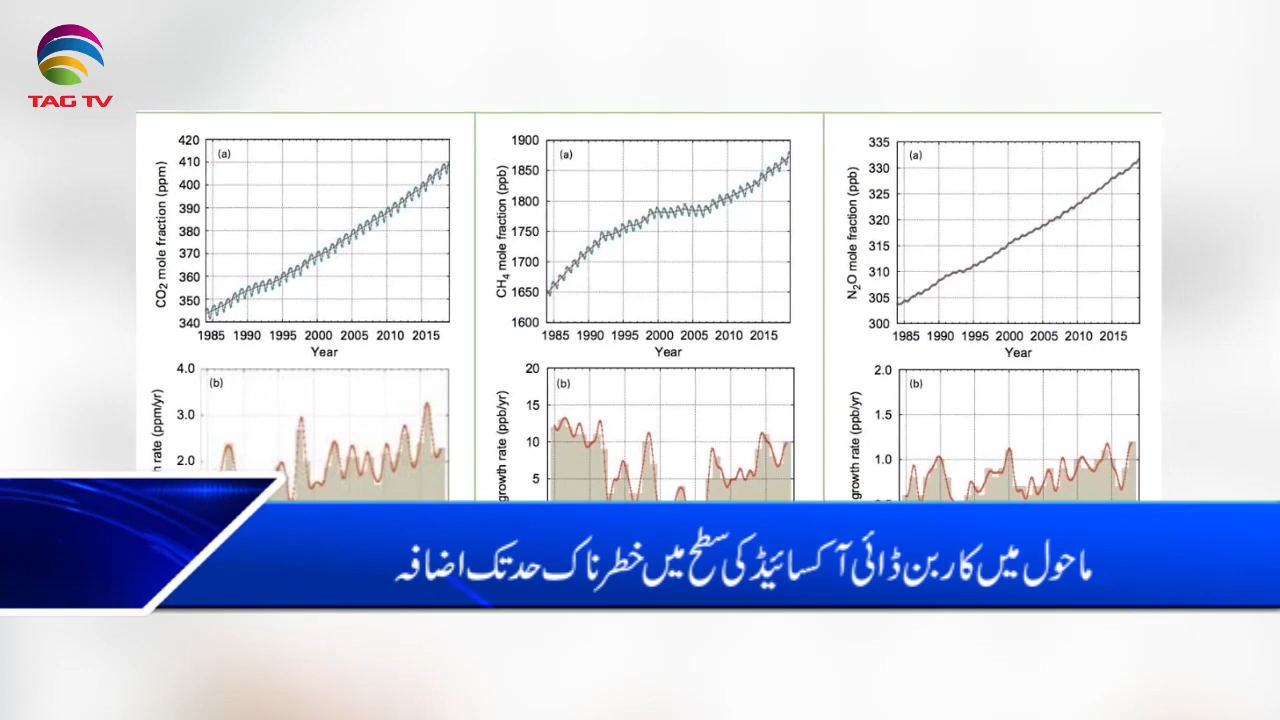 TAG TV
420
410
400
390
380
370
360
350
340
CO2 mole fraction (ppm)
(a)
1985 1990 1995 2000 2005 2010 2015
Year
1900
1850
1800
1750
1700
1650
1600
CH4 mole fraction (ppb)
(a)
1985 1990 1995 2000 2005 2010 2015
Year
335
330
325
320
315
310
305
300
N2O mole fraction (ppb)
(a)
1985 1990 1995 2000 2005 2010 2015
Year
4.0
3.0
2.0
rate (ppm/yr)
(b)
20
15
10
5
growth rate (ppb/yr)
(b)
2.0
1.5
1.0
growth rate (ppb/yr)
(b)
ماحول میں کاربن ڈائی آکسائیڈ کی سطح میں خطرناک حد تک اضافہ